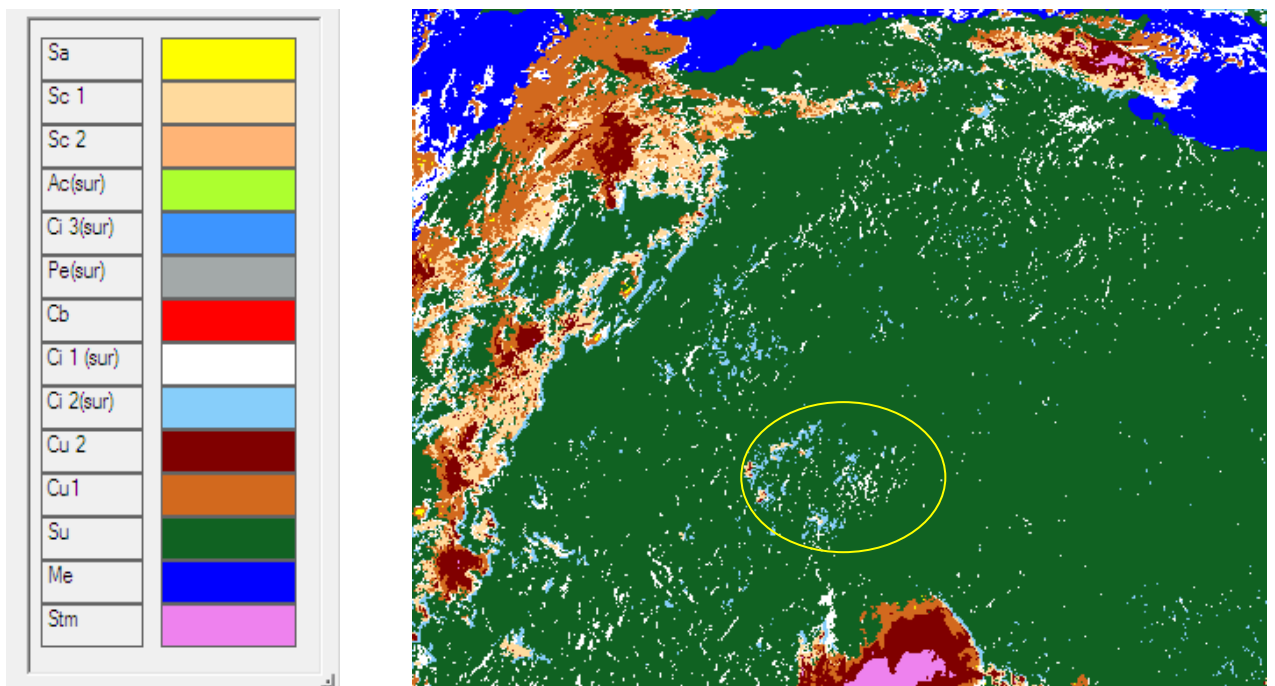 Sa
Sc 1
Sc 2
Ac(sur)
Ci 3(sur)
Pe(sur)
Cb
Ci 1 (sur)
Ci 2(sur)
Cu 2
Cu1
Su
Me
Stm